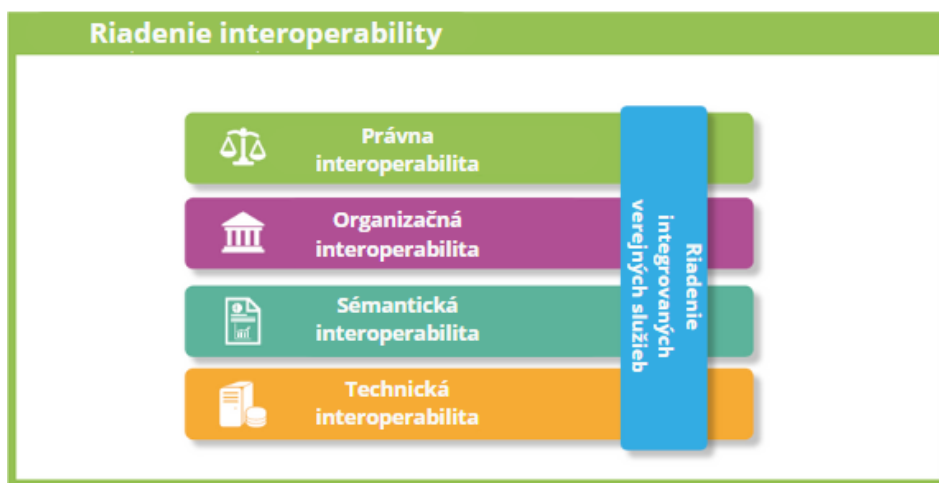 Riadenie interoperability
Právna
interoperabilita
Organizačná
interoperabilita
Sémantická
interoperabilita
Technická
interoperabilita
Riadenie
integrovaných
verejných služieb